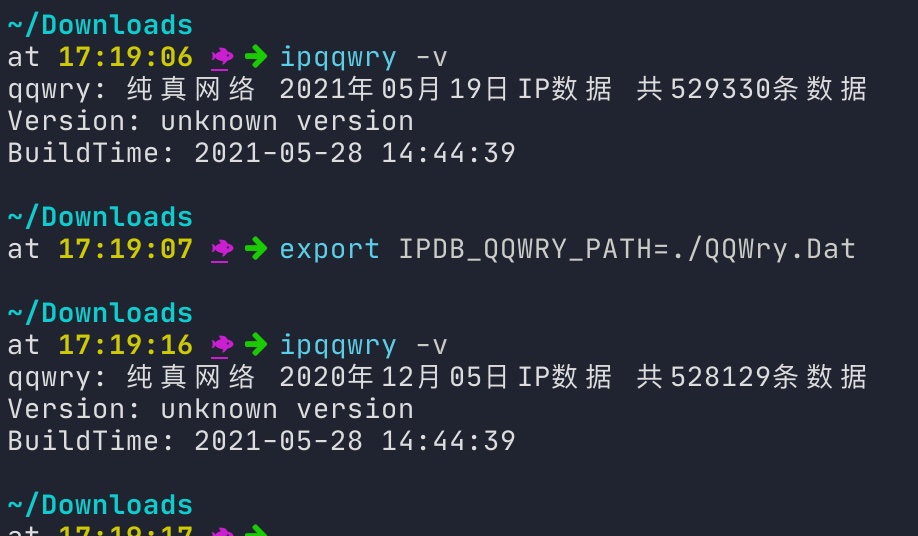 ~/Downloads
at 17:19:06 ➜ ipqqwry -v
qqwry: 纯真网络 2021年05月19日IP数据 共529330条数据
Version: unknown version
BuildTime: 2021-05-28 14:44:39
~/Downloads
at 17:19:07 ➜ export IPDB_QQWRY_PATH=./QQWry.Dat
~/Downloads
at 17:19:16 ➜ ipqqwry -v
qqwry: 纯真网络 2020年12月05日IP数据 共528129条数据
Version: unknown version
BuildTime: 2021-05-28 14:44:39
~/Downloads
at 17:19:17 ➜